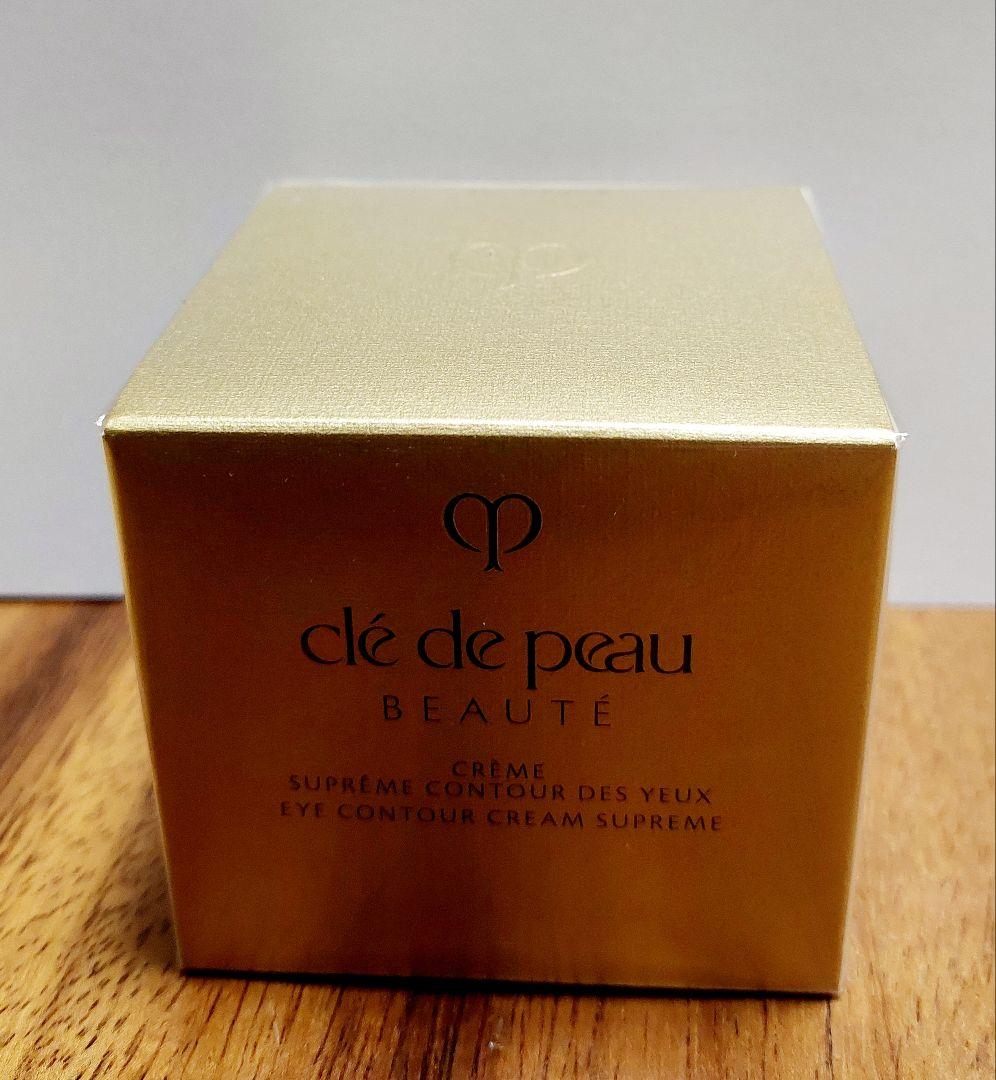 clé de peau
BEAUTÉ
CRÈME
SUPRÊME CONTOUR DES YEUX
EYE CONTOUR CREAM SUPREME